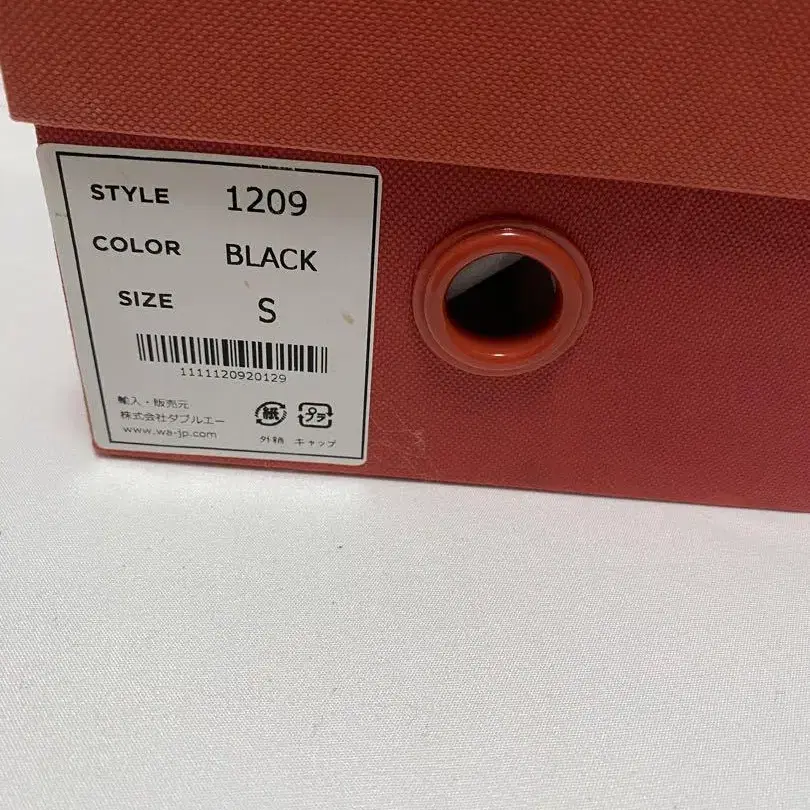 STYLE 1209
COLOR BLACK
SIZE S
1111120920129
輸入・販売元
株式会社ダブルエー
www.wa-jp.com
紙 プラ
外箱 キャップ